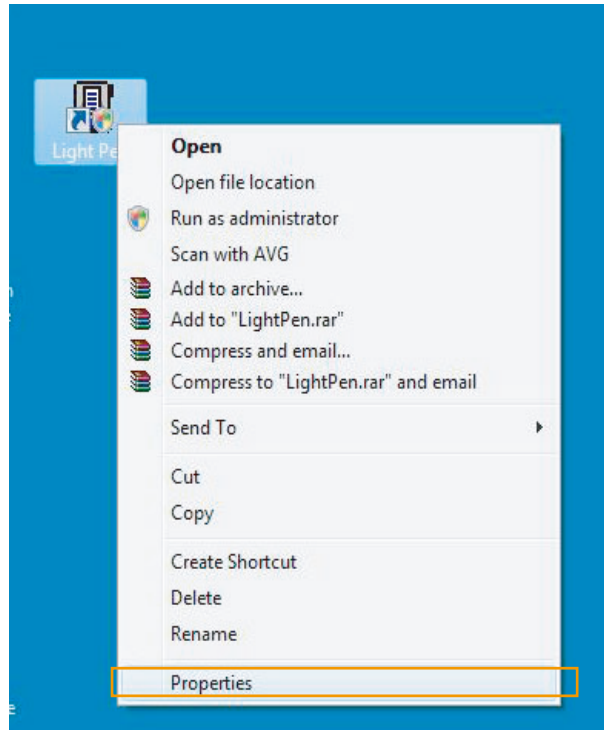 Light Pe
Open
Open file location
Run as administrator
Scan with AVG
Add to archive...
Add to "LightPen.rar"
Compress and email...
Compress to "LightPen.rar" and email
Send To
Cut
Copy
Create Shortcut
Delete
Rename
Properties